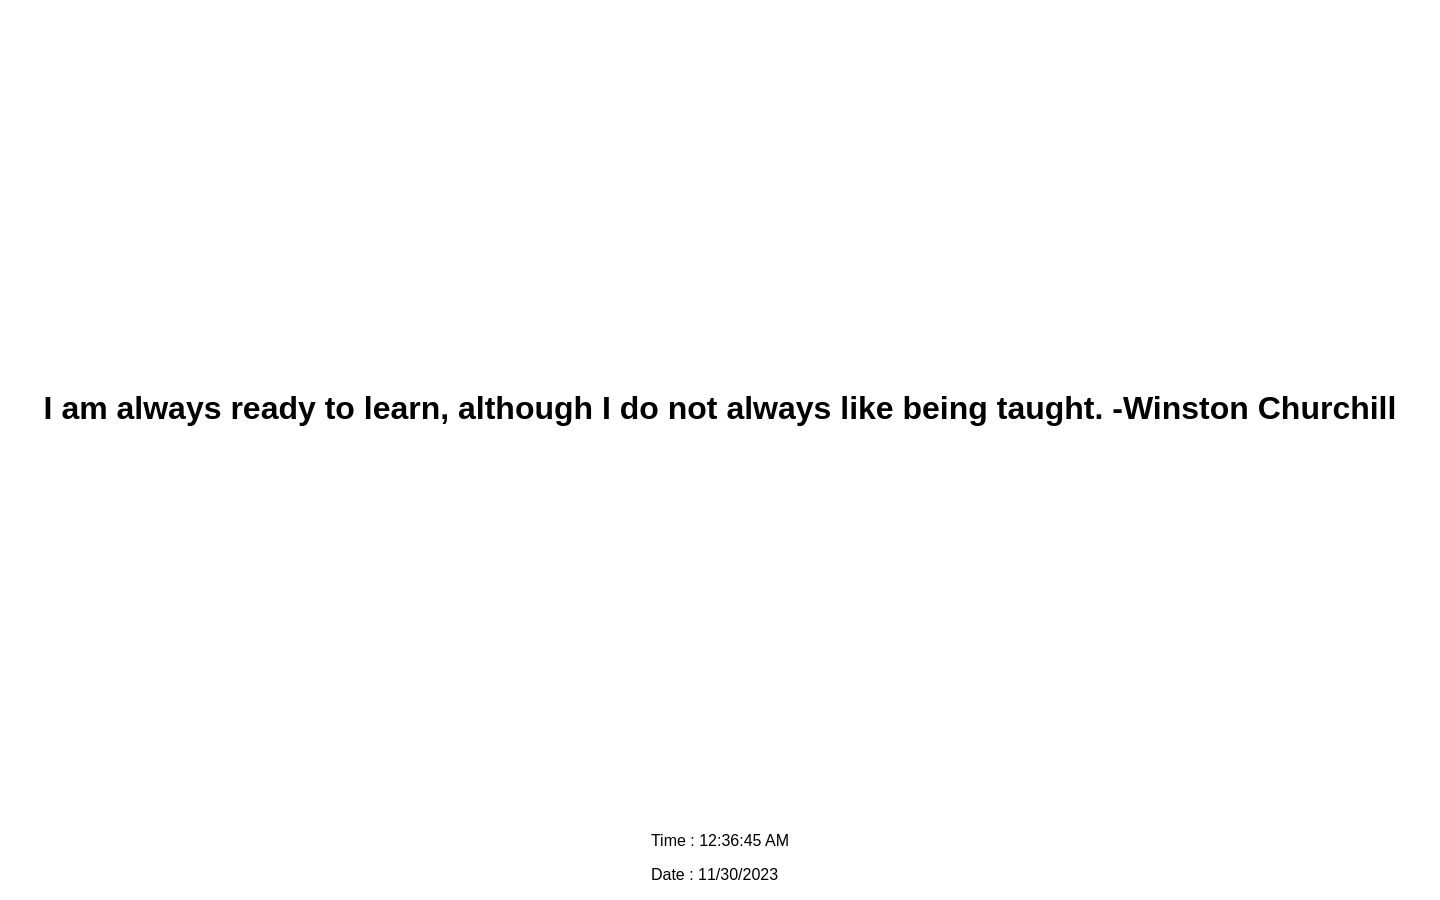 I am always ready to learn, although I do not always like being taught. -Winston Churchill
Time : 12:36:45 AM
Date : 11/30/2023